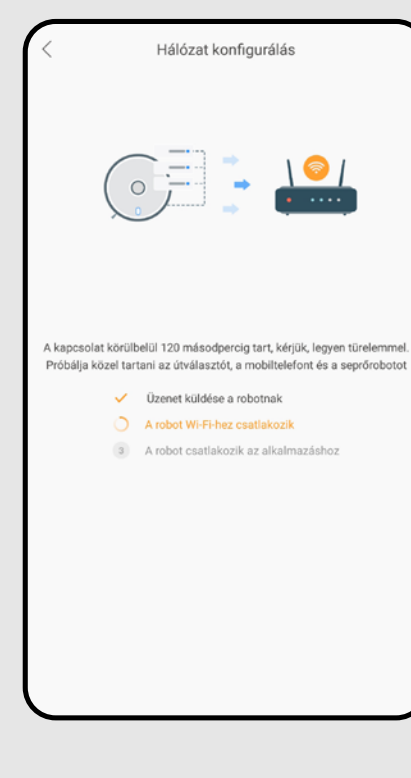 Hálózat konfigurálás
A kapcsolat körülbelül 120 másodpercig tart, kérjük, legyen türelemmel.
Próbálja közel tartani az útválasztót, a mobiltelefont és a seprőrobotot
Üzenet küldése a robotnak
A robot Wi-Fi-hez csatlakozik
3 A robot csatlakozik az alkalmazáshoz